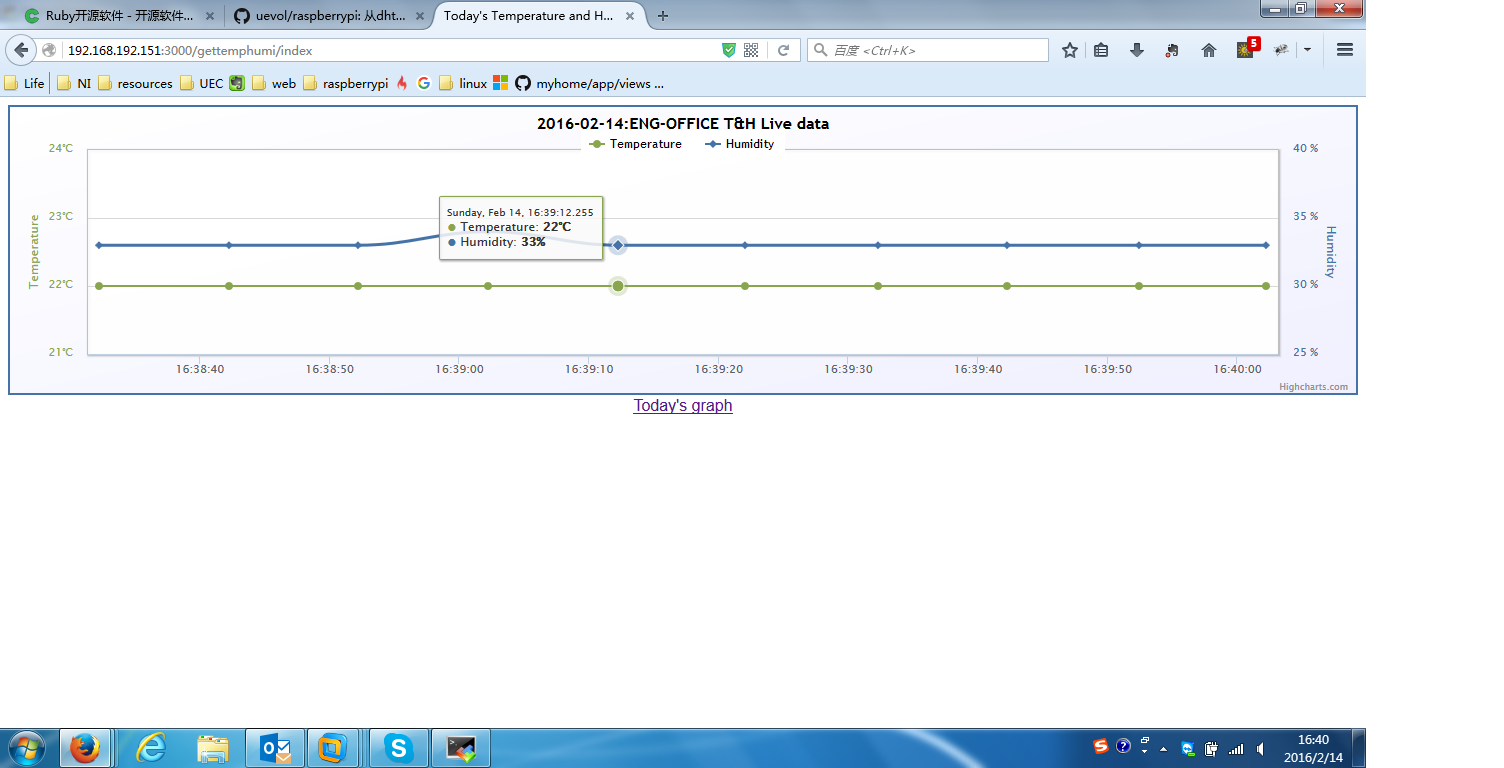 Ruby开源软件 - 开源软件...
uevol/raspberrypi: 从dht...
Today's Temperature and H...
192.168.192.151:3000/gettemphumi/index
百度 <Ctrl+K>
5
Life
NI
resources
UEC
web
raspberrypi
linux
myhome/app/views ...
2016-02-14:ENG-OFFICE T&H Live data
Temperature
Humidity
24°C
23°C
22°C
21°C
Temperature
Sunday, Feb 14, 16:39:12.255
Temperature: 22°C
Humidity: 33%
40 %
35 %
30 %
25 %
Humidity
16:38:40
16:38:50
16:39:00
16:39:10
16:39:20
16:39:30
16:39:40
16:39:50
16:40:00
Highcharts.com
Today's graph
16:40
2016/2/14